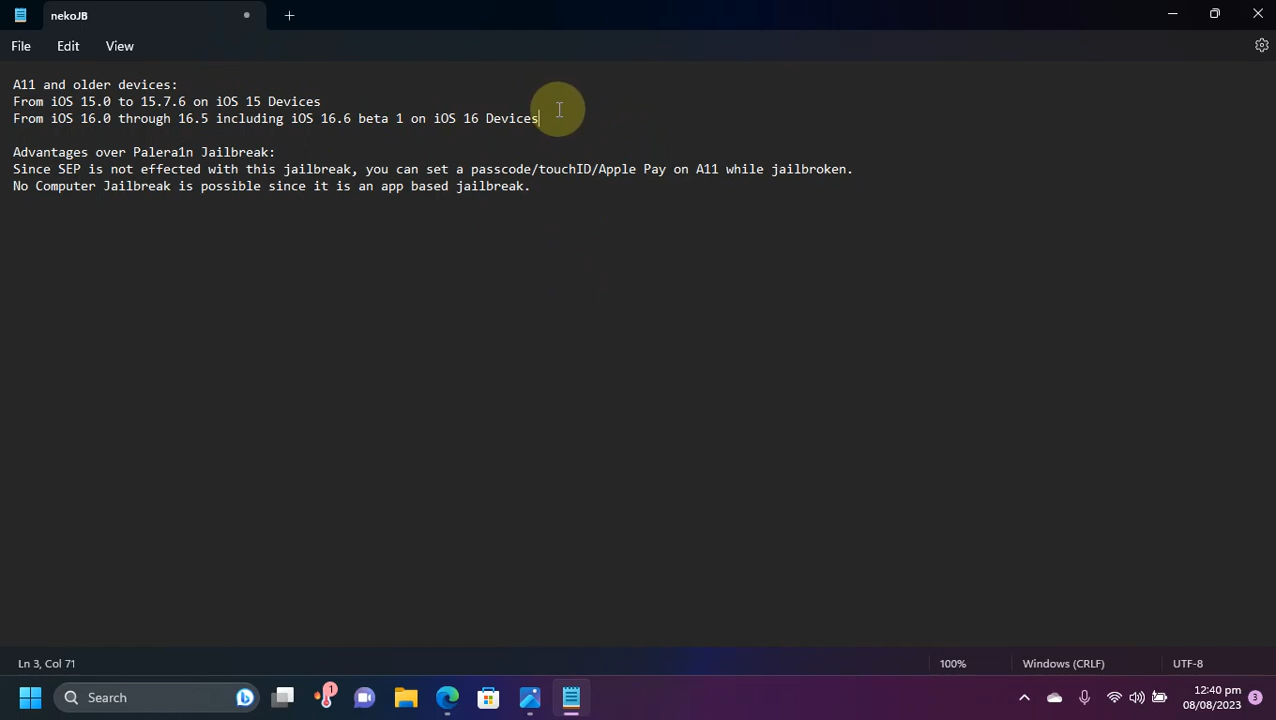 nekoJB
File Edit View
A11 and older devices:
From iOS 15.0 to 15.7.6 on iOS 15 Devices
From iOS 16.0 through 16.5 including iOS 16.6 beta 1 on iOS 16 Devices
Advantages over Palera1n Jailbreak:
Since SEP is not effected with this jailbreak, you can set a passcode/touchID/Apple Pay on A11 while jailbroken.
No Computer Jailbreak is possible since it is an app based jailbreak.
Ln 3, Col 71 100% Windows (CRLF) UTF-8
Search 1 12:40 pm 3
08/08/2023